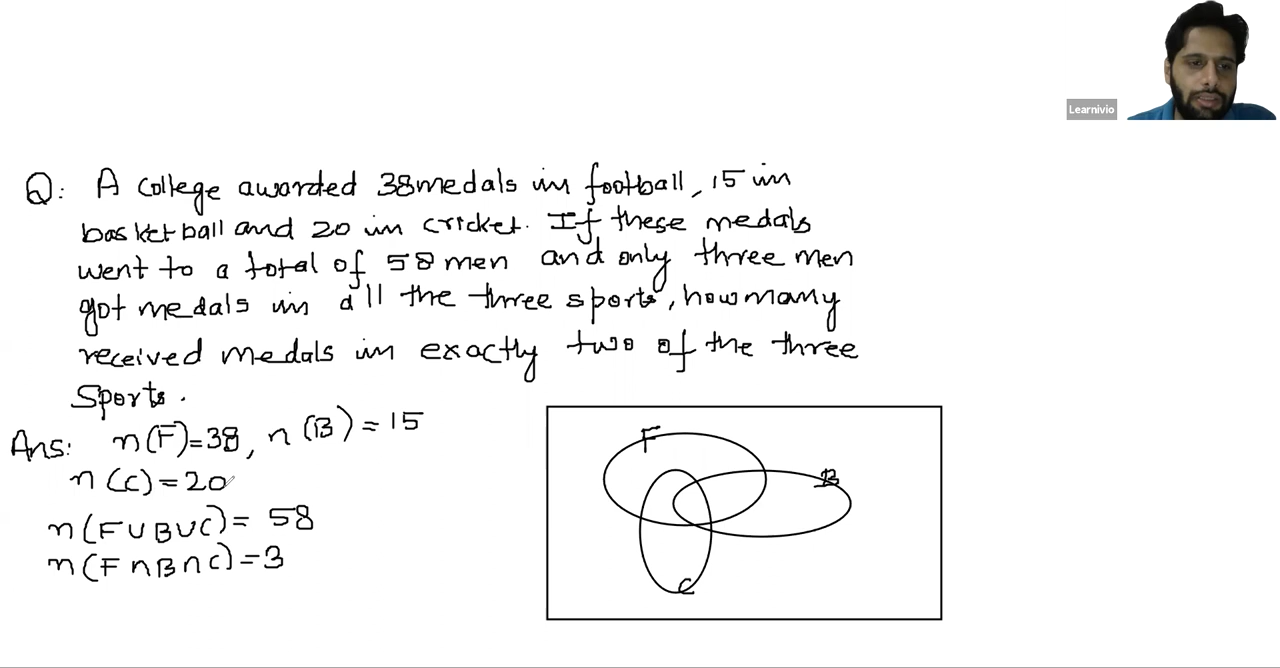 Learnivio
Q: A college awarded 38 medals in football, 15 in
basketball and 20 in cricket. If these medals
went to a total of 58 men and only three men
got medals in all the three sports, how many
received medals in exactly two of the three
Sports.
Ans: n(F)=38, n(B)=15
n(C)=20
n(F∪B∪C)=58
n(F∩B∩C)=3
F
B
C